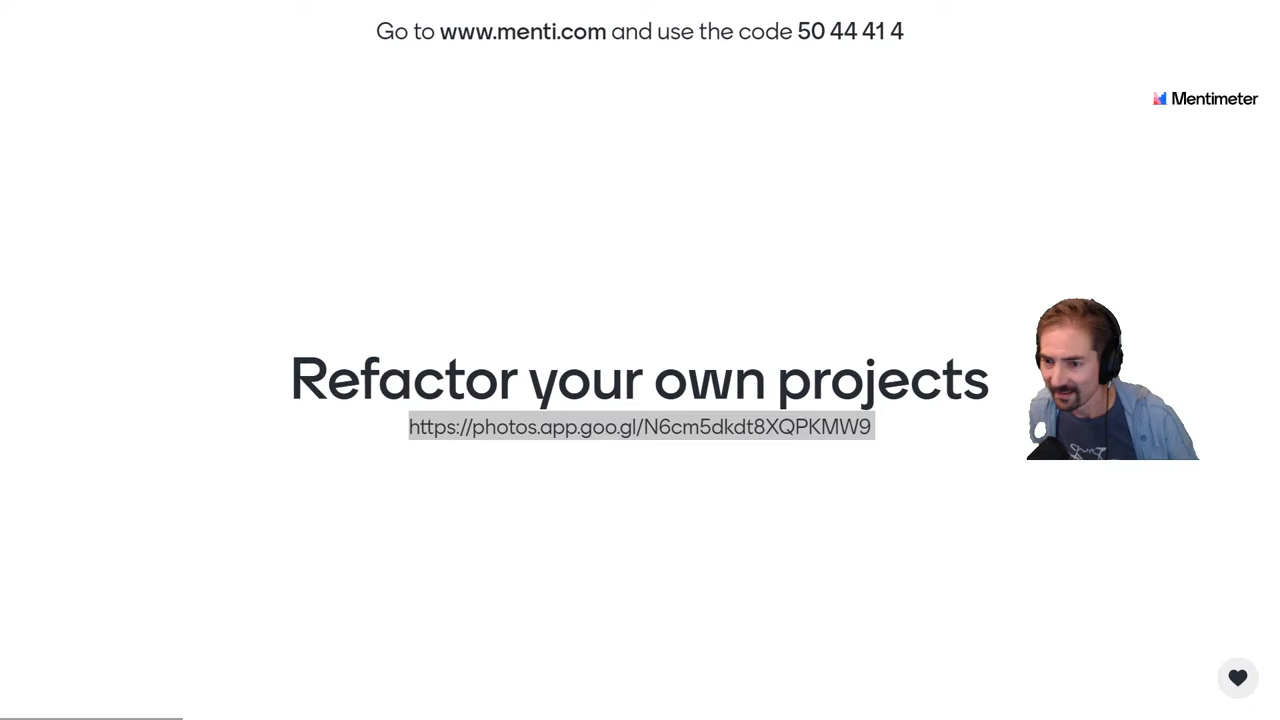 Go to www.menti.com and use the code 50 44 41 4
Mentimeter
Refactor your own projects
https://photos.app.goo.gl/N6cm5dkdt8XQPKMW9